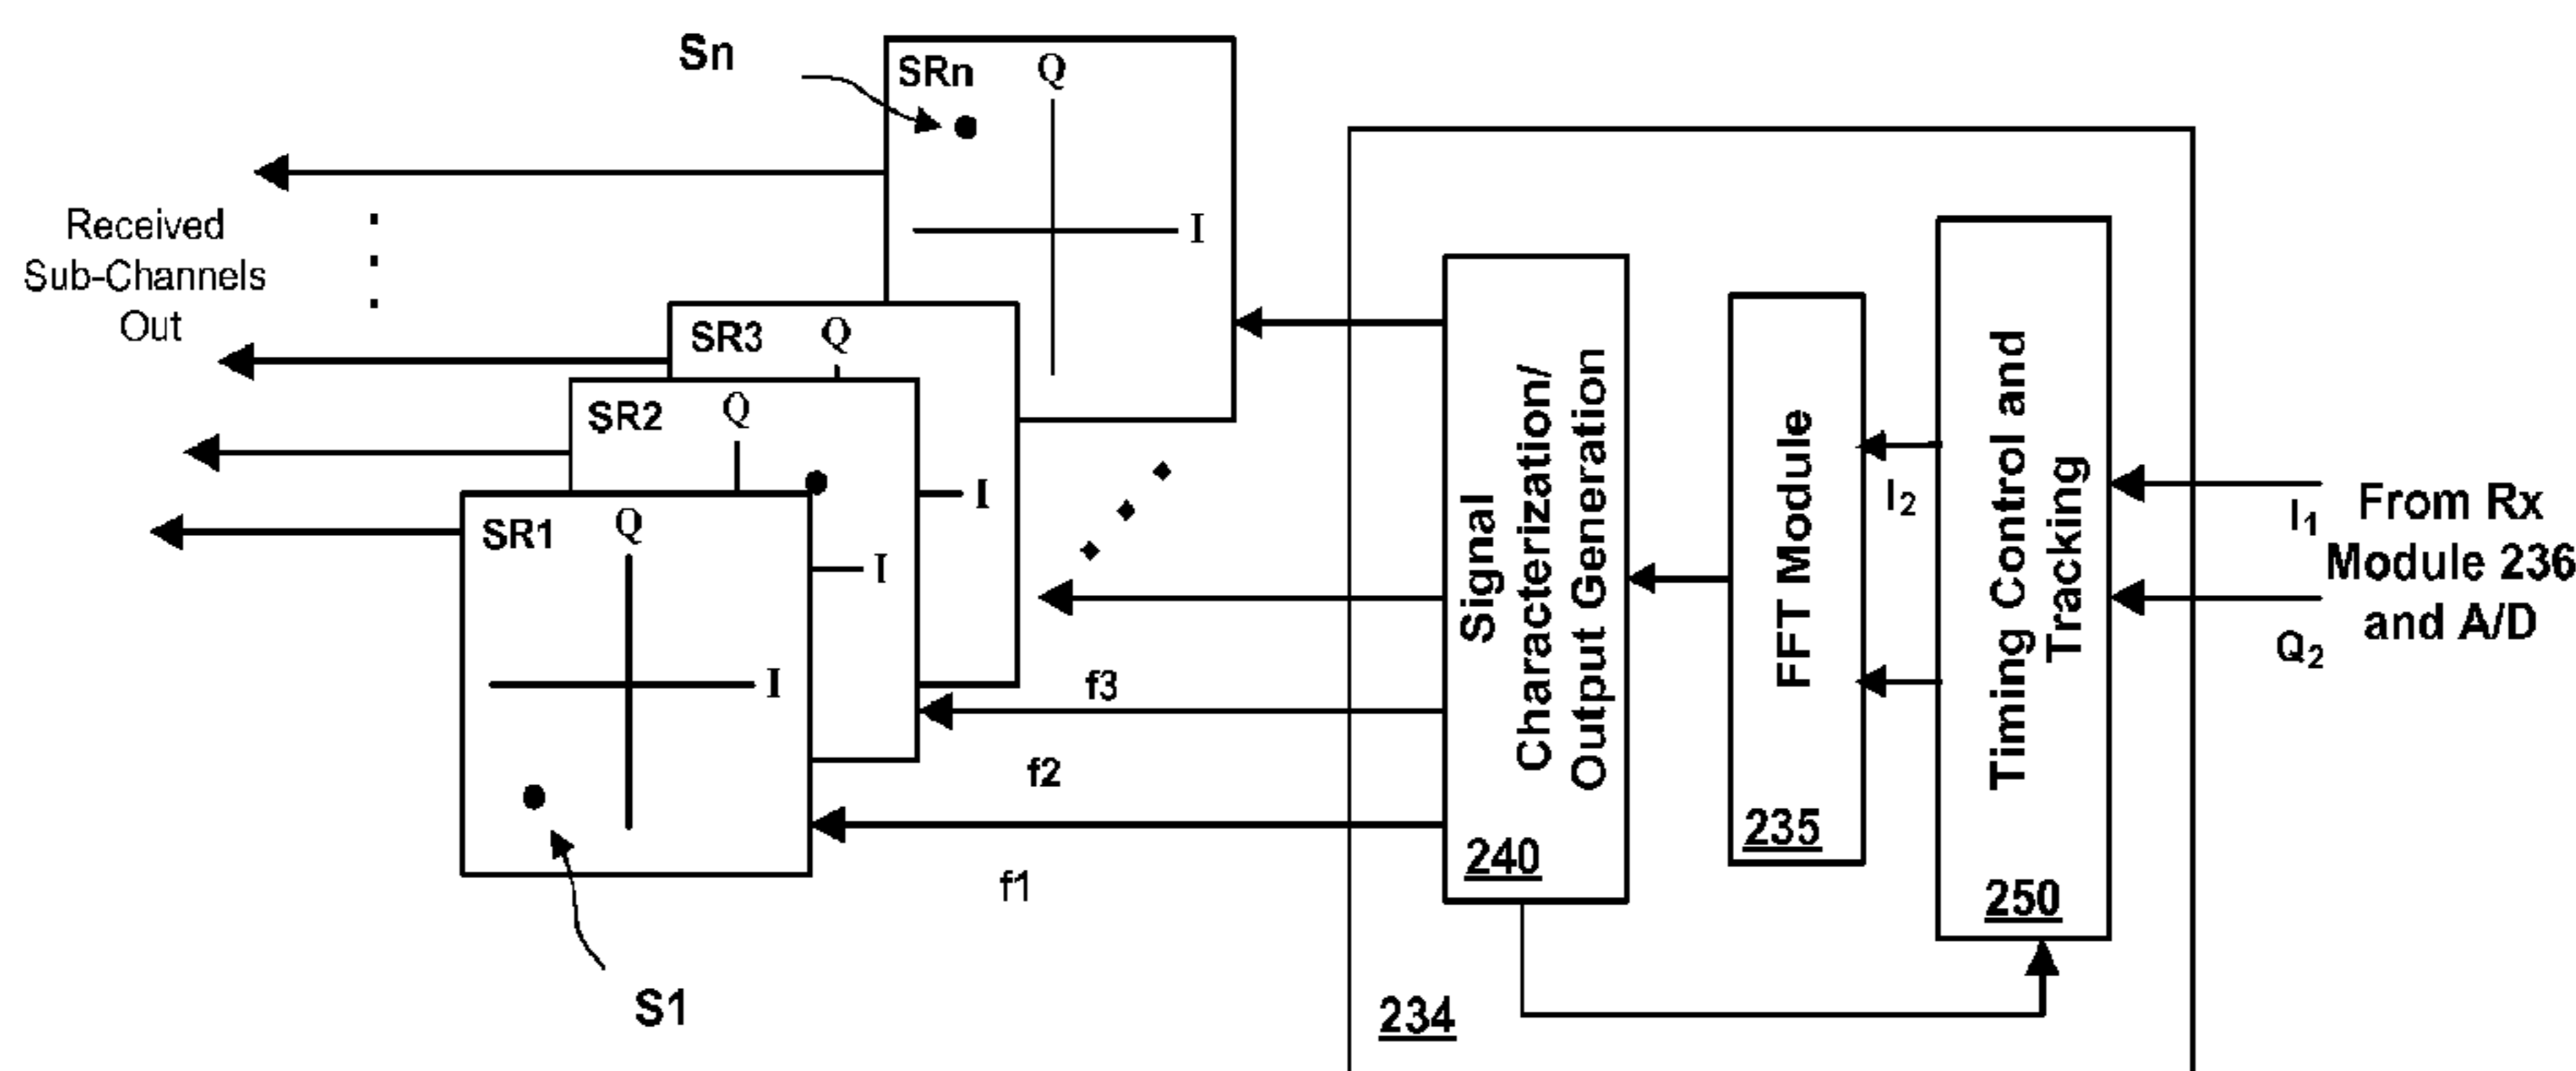 Sn
SRn
Q
I
Received
Sub-Channels
Out
SR3
Q
I
SR2
Q
I
SR1
Q
I
S1
f3
f2
f1
Signal
Characterization/
Output Generation
240
FFT Module
235
I2
Timing Control and
Tracking
250
I1
Q2
From Rx
Module 236
and A/D
234